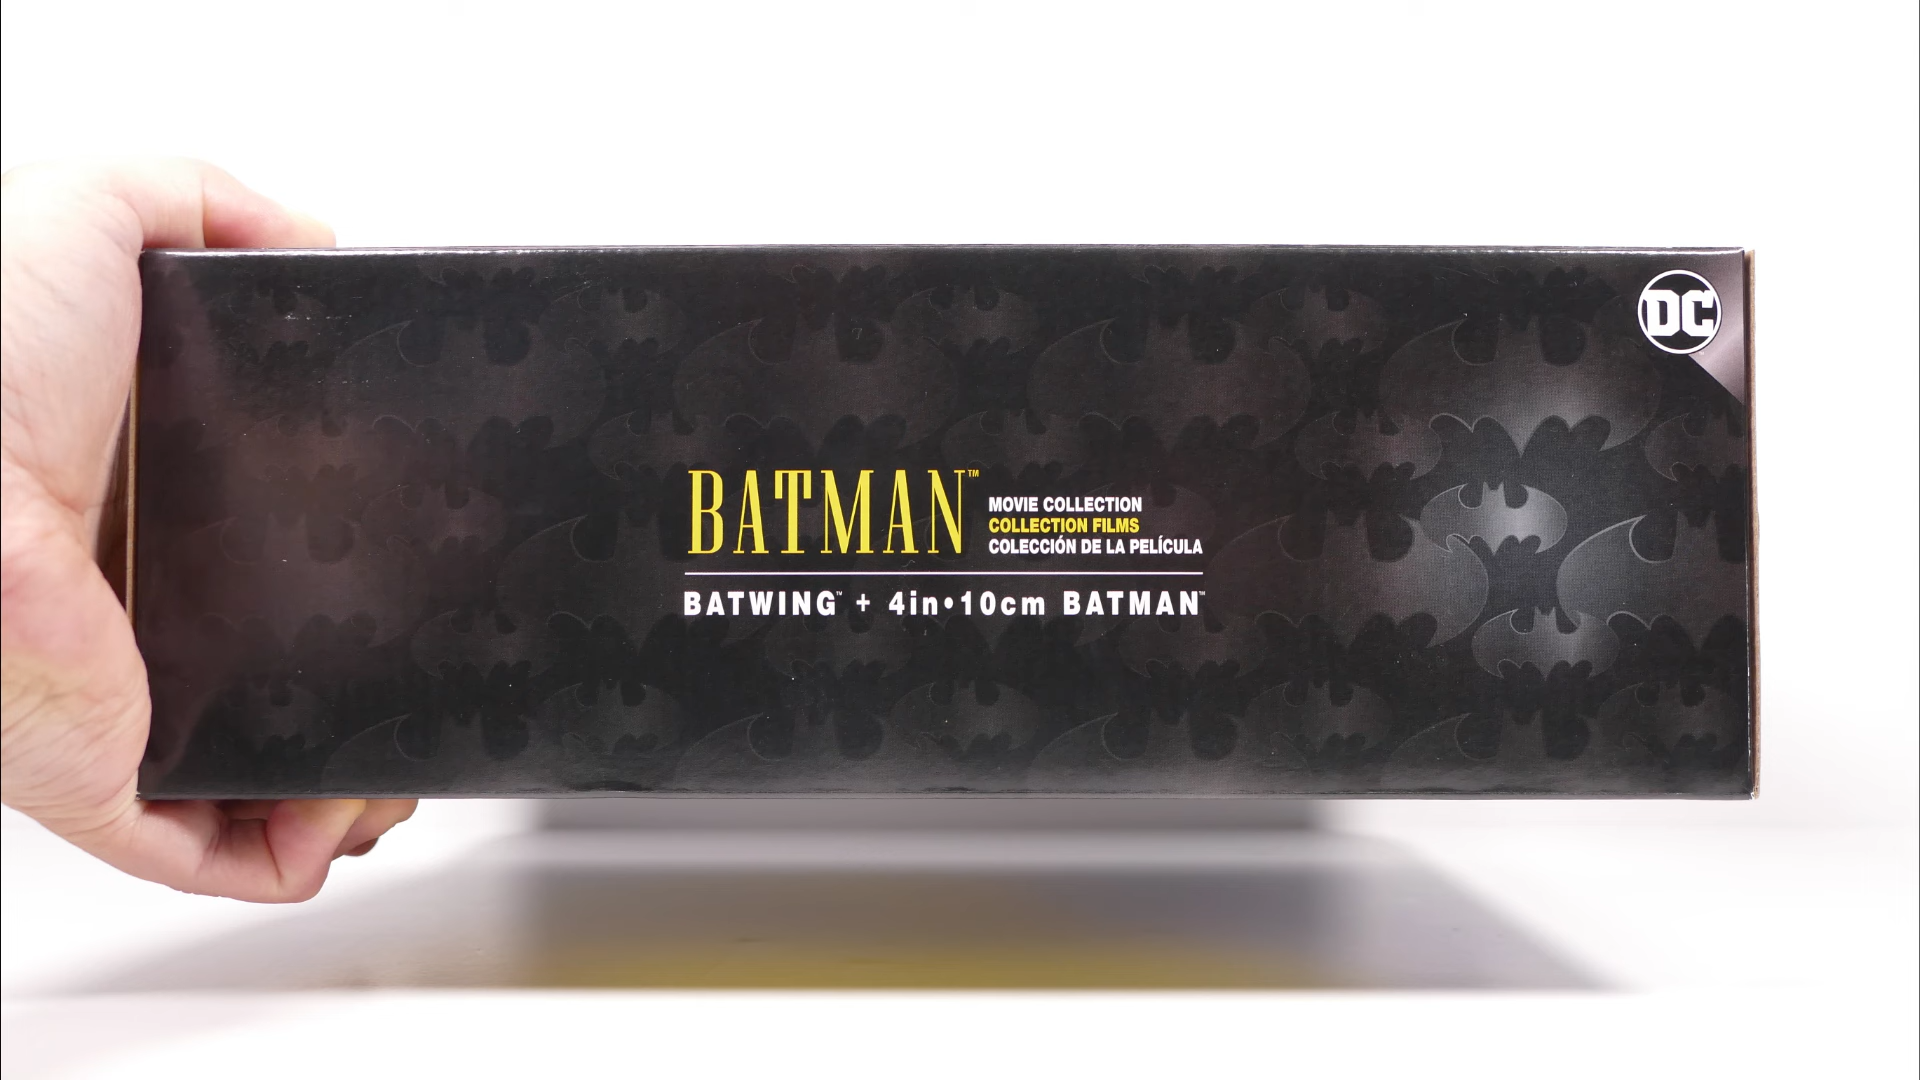 DC
BATMAN™
MOVIE COLLECTION
COLLECTION FILMS
COLECCIÓN DE LA PELÍCULA
BATWING™ + 4in•10cm BATMAN™